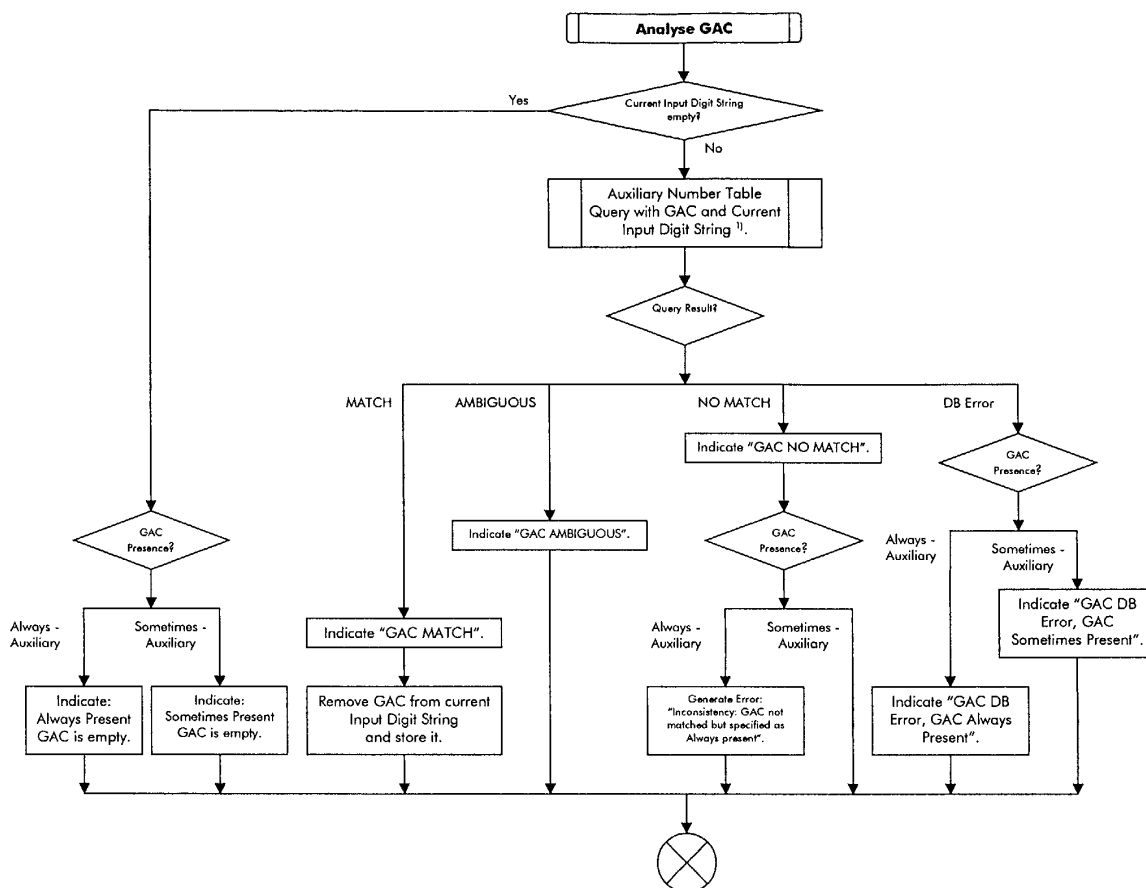 Analyse GAC
Yes
Current Input Digit String
empty?
No
Auxiliary Number Table
Query with GAC and Current
Input Digit String 1).
Query Result?
MATCH
AMBIGUOUS
NO MATCH
DB Error
Indicate "GAC NO MATCH".
GAC
Presence?
GAC
Presence?
Indicate "GAC AMBIGUOUS".
GAC
Presence?
Always -
Auxiliary
Sometimes -
Auxiliary
Indicate "GAC DB
Error, GAC
Sometimes Present".
Always -
Auxiliary
Sometimes -
Auxiliary
Indicate "GAC MATCH".
Always -
Auxiliary
Sometimes -
Auxiliary
Indicate:
Always Present
GAC is empty.
Indicate:
Sometimes Present
GAC is empty.
Remove GAC from current
Input Digit String
and store it.
Generate Error:
"Inconsistency: GAC not
matched but specified as
Always present".
Indicate "GAC DB
Error, GAC Always
Present".